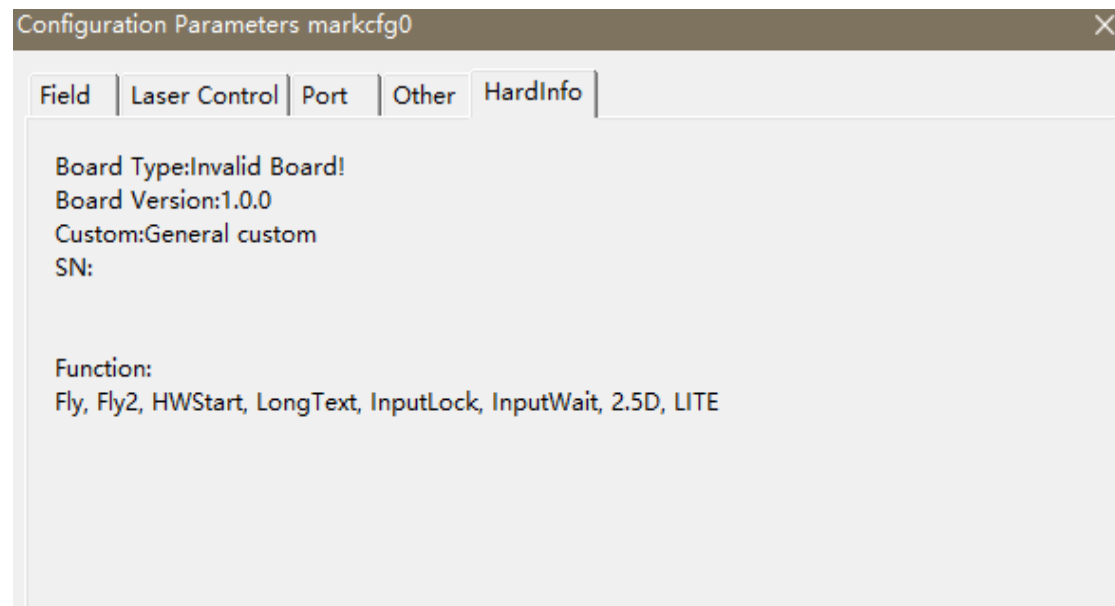 Configuration Parameters markcfg0
Field Laser Control Port Other HardInfo
Board Type:Invalid Board!
Board Version:1.0.0
Custom:General custom
SN:
Function:
Fly, Fly2, HWStart, LongText, InputLock, InputWait, 2.5D, LITE